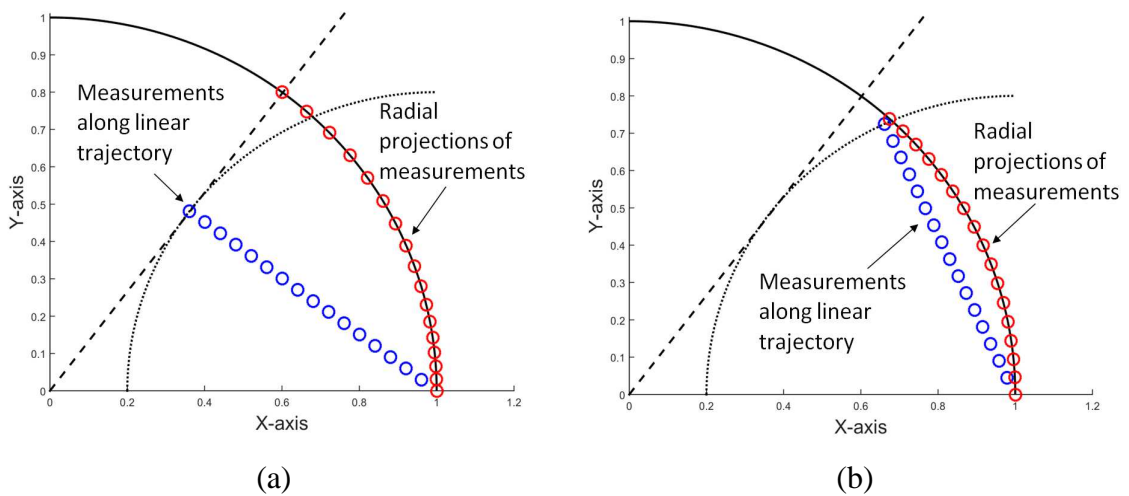 1
0.9
0.8
0.7
0.6
0.5
0.4
0.3
0.2
0.1
0
Y-axis
Measurements
along linear
trajectory
Radial
projections of
measurements
0
0.2
0.4
0.6
0.8
1
1.2
X-axis
(a)
1
0.9
0.8
0.7
0.6
0.5
0.4
0.3
0.2
0.1
0
Y-axis
Radial
projections of
measurements
Measurements
along linear
trajectory
0
0.2
0.4
0.6
0.8
1
1.2
X-axis
(b)